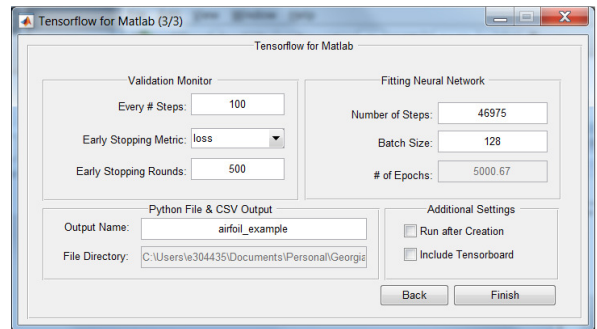 Tensorflow for Matlab (3/3)
Tensorflow for Matlab
Validation Monitor
Every # Steps: 100
Early Stopping Metric: loss
Early Stopping Rounds: 500
Fitting Neural Network
Number of Steps: 46975
Batch Size: 128
# of Epochs: 5000.67
Python File & CSV Output
Output Name: airfoil_example
File Directory: C:\Users\e304435\Documents\Personal\Georgia
Additional Settings
Run after Creation
Include Tensorboard
Back Finish